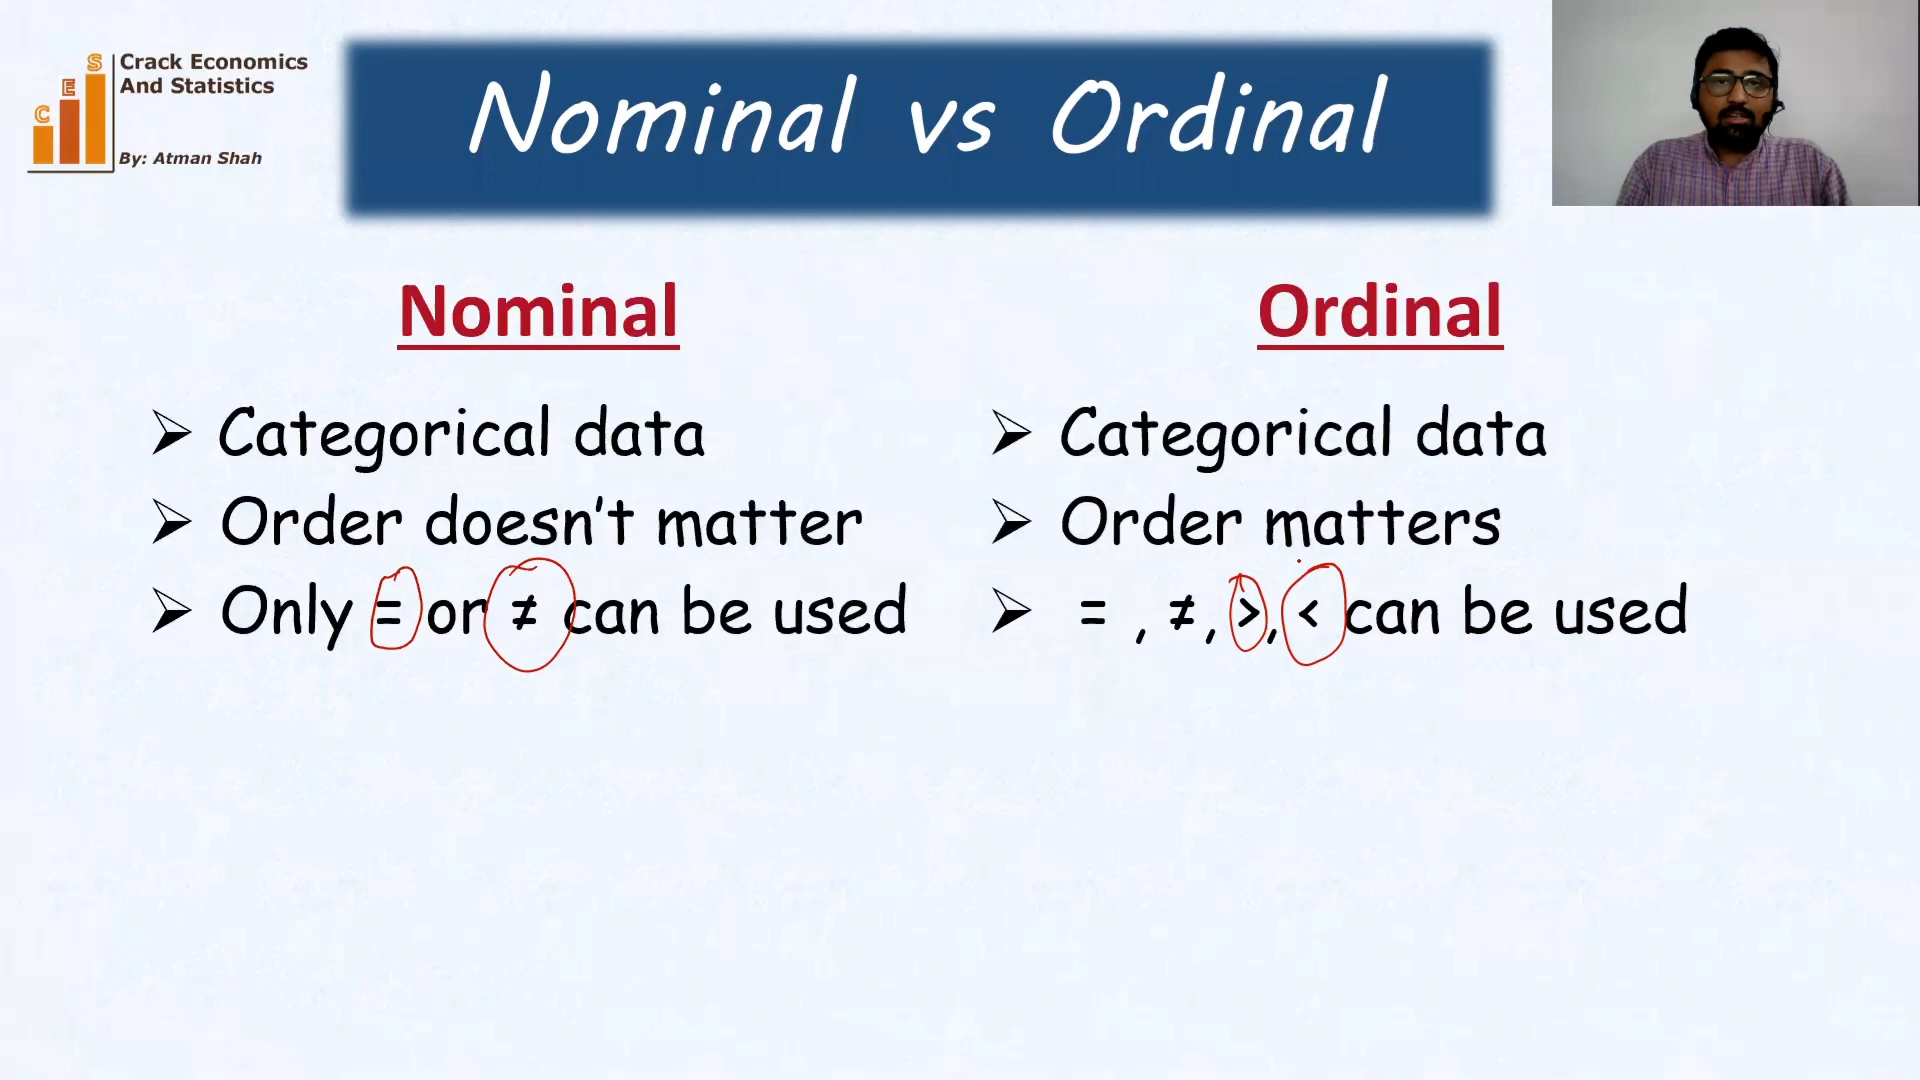 C E S
Crack Economics
And Statistics
By: Atman Shah
Nominal vs Ordinal
Nominal
➢ Categorical data
➢ Order doesn't matter
➢ Only = or ≠ can be used
Ordinal
➢ Categorical data
➢ Order matters
➢ = , ≠, >, < can be used